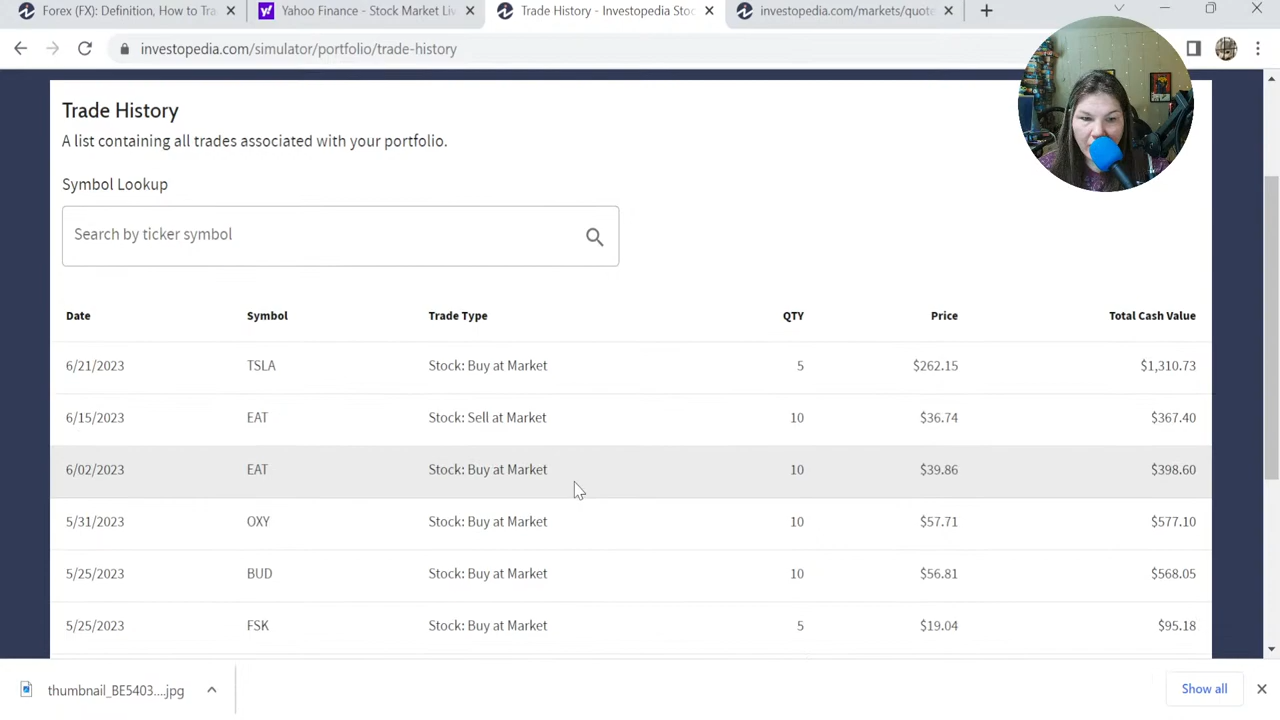 Forex (FX): Definition, How to Tra
Yahoo Finance - Stock Market Liv
Trade History - Investopedia Stoc
investopedia.com/markets/quote
investopedia.com/simulator/portfolio/trade-history
Trade History
A list containing all trades associated with your portfolio.
Symbol Lookup
Search by ticker symbol
Date Symbol Trade Type QTY Price Total Cash Value
6/21/2023 TSLA Stock: Buy at Market 5 $262.15 $1,310.73
6/15/2023 EAT Stock: Sell at Market 10 $36.74 $367.40
6/02/2023 EAT Stock: Buy at Market 10 $39.86 $398.60
5/31/2023 OXY Stock: Buy at Market 10 $57.71 $577.10
5/25/2023 BUD Stock: Buy at Market 10 $56.81 $568.05
5/25/2023 FSK Stock: Buy at Market 5 $19.04 $95.18
thumbnail_BE5403....jpg
Show all